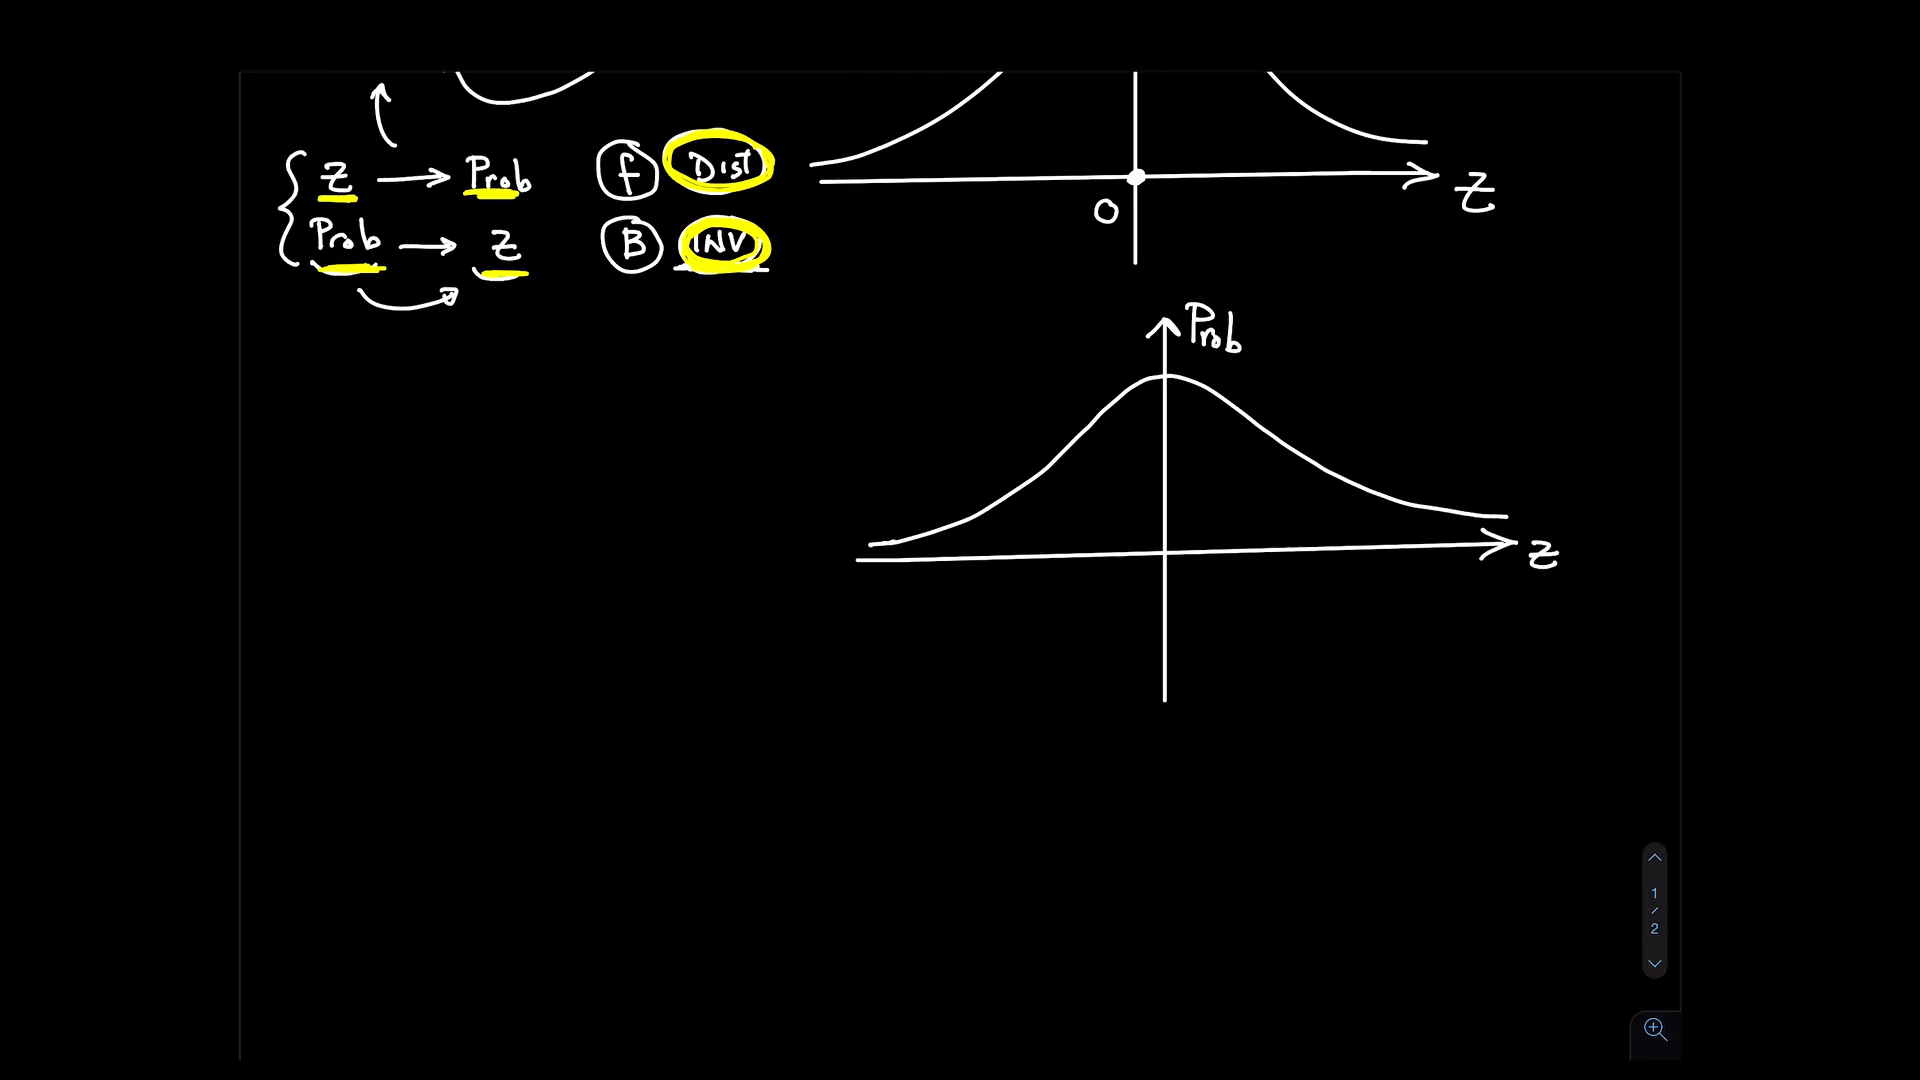 Z → Prob f Dist
Prob → Z B INV
0
Z
Prob
Z
1
/
2